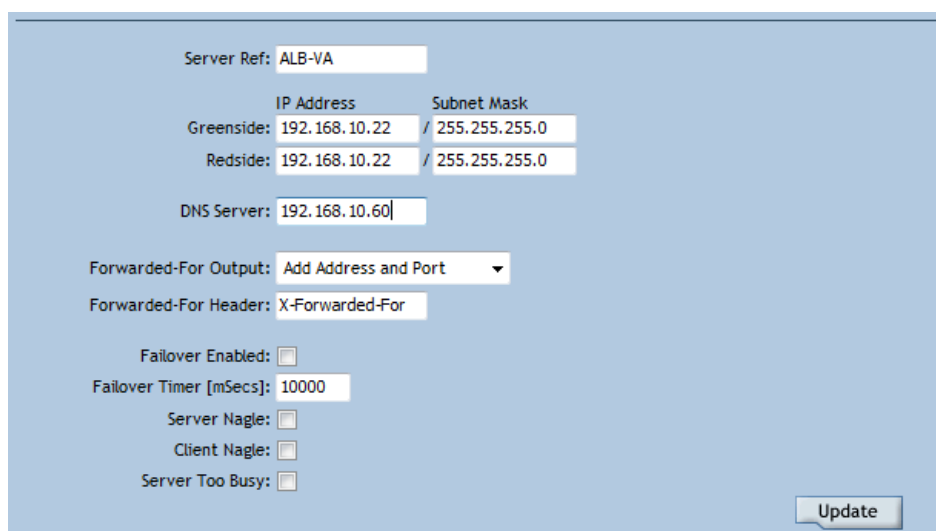 Server Ref: ALB-VA
IP Address Subnet Mask
Greenside: 192.168.10.22 / 255.255.255.0
Redside: 192.168.10.22 / 255.255.255.0
DNS Server: 192.168.10.60
Forwarded-For Output: Add Address and Port
Forwarded-For Header: X-Forwarded-For
Failover Enabled:
Failover Timer [mSecs]: 10000
Server Nagle:
Client Nagle:
Server Too Busy:
Update